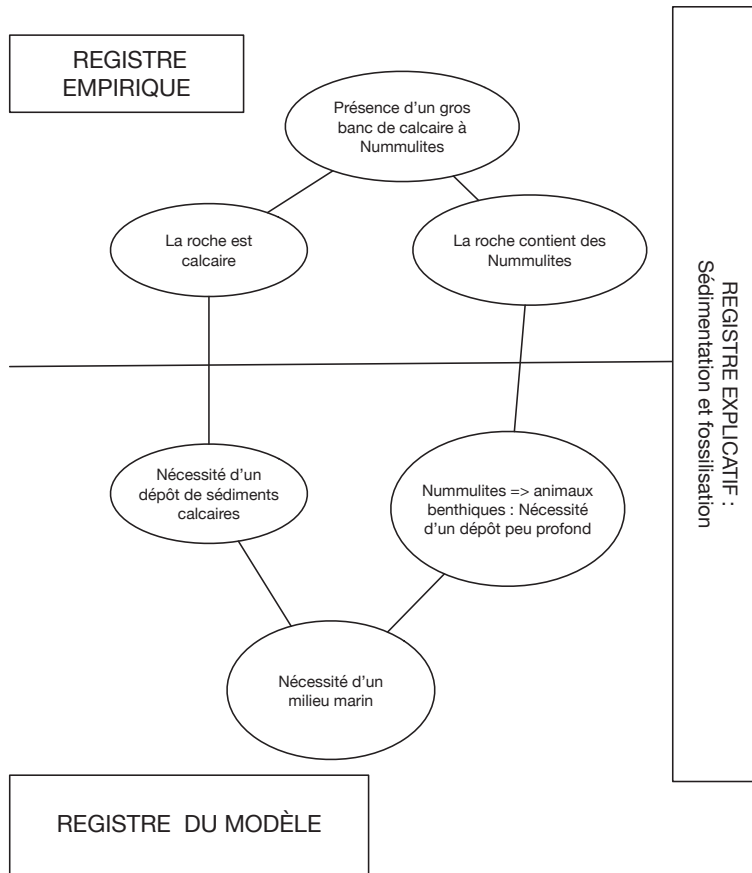 REGISTRE
EMPIRIQUE
Présence d’un gros
banc de calcaire à
Nummulites
La roche est
calcaire
La roche contient des
Nummulites
REGISTRE EXPLICATIF :
Sédimentation et fossilisation
Nécessité d’un
dépôt de sédiments
calcaires
Nummulites => animaux
benthiques : Nécessité
d’un dépôt peu profond
Nécessité d’un
milieu marin
REGISTRE DU MODÈLE